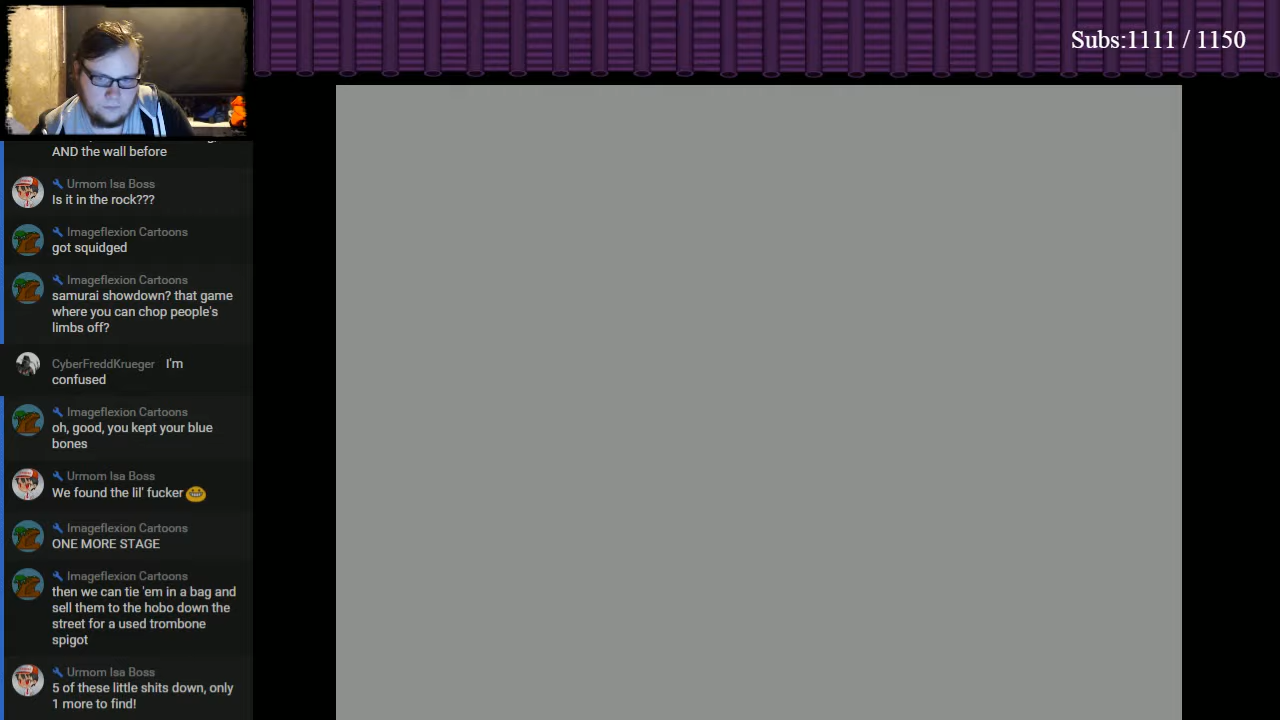 Subs:1111 / 1150
AND the wall before
Urmom Isa Boss
Is it in the rock???
Imageflexion Cartoons
got squidged
Imageflexion Cartoons
samurai showdown? that game
where you can chop people's
limbs off?
CyberFreddKrueger I'm
confused
Imageflexion Cartoons
oh, good, you kept your blue
bones
Urmom Isa Boss
We found the lil' fucker
Imageflexion Cartoons
ONE MORE STAGE
Imageflexion Cartoons
then we can tie 'em in a bag and
sell them to the hobo down the
street for a used trombone
spigot
Urmom Isa Boss
5 of these little shits down, only
1 more to find!